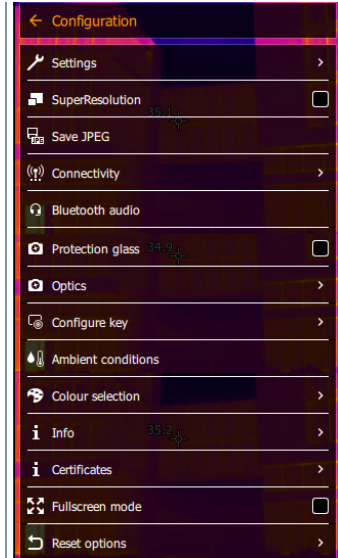 Configuration
Settings
SuperResolution
35.1
Save JPEG
Connectivity
Bluetooth audio
Protection glass 34.9
Optics
Configure key
Ambient conditions
Colour selection
Info 35.2
Certificates
Fullscreen mode
Reset options